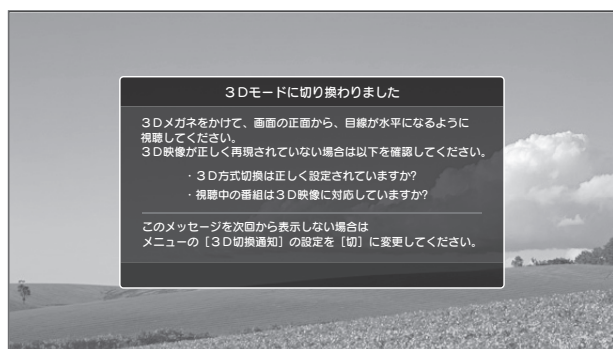 ３Ｄモードに切り換わりました
３Ｄメガネをかけて、画面の正面から、目線が水平になるように
視聴してください。
３Ｄ映像が正しく再現されていない場合は以下を確認してください。
・３Ｄ方式切換は正しく設定されていますか?
・視聴中の番組は３Ｄ映像に対応していますか?
このメッセージを次回から表示しない場合は
メニューの［３Ｄ切換通知］の設定を［切］に変更してください。